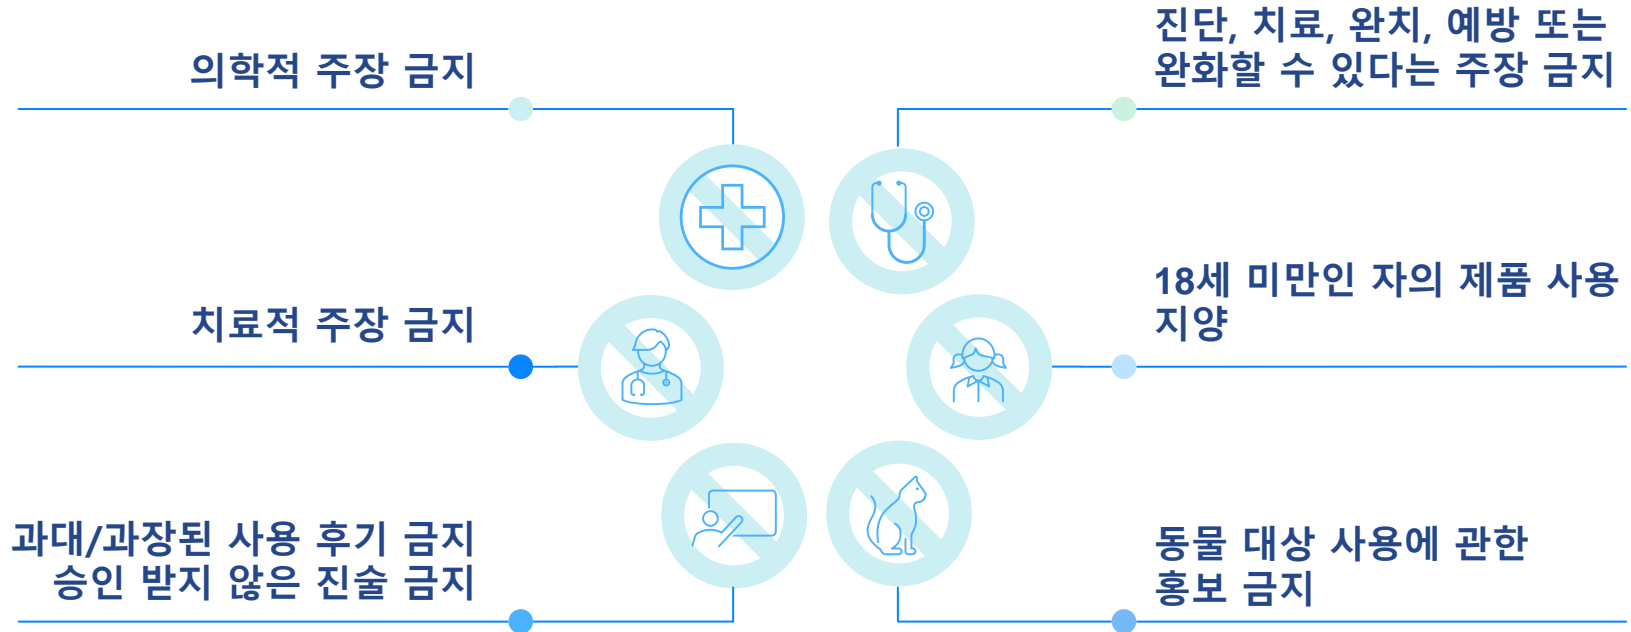 의학적 주장 금지
진단, 치료, 완치, 예방 또는
완화할 수 있다는 주장 금지
치료적 주장 금지
18세 미만인 자의 제품 사용
지양
과대/과장된 사용 후기 금지
승인 받지 않은 진술 금지
동물 대상 사용에 관한
홍보 금지